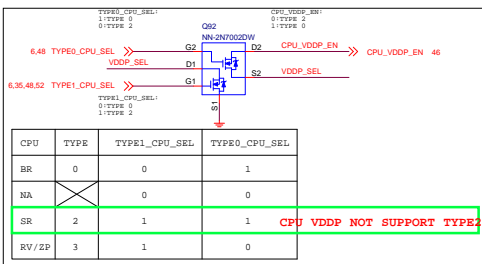 TYPE0_CPU_SEL:
1:TYPE 0
0:TYPE 2
CPU_VDDP_EN:
0:TYPE 2
1:TYPE 0
Q92
NN-2N7002DW
6,48 TYPE0_CPU_SEL
G2
D2
CPU_VDDP_EN
CPU_VDDP_EN 46
VDDP_SEL
D1
S2
VDDP_SEL
6,35,48,52 TYPE1_CPU_SEL
G1
S1
TYPE1_CPU_SEL:
0:TYPE 0
1:TYPE 2
CPU TYPE TYPE1_CPU_SEL TYPE0_CPU_SEL
BR 0 0 1
NA 0 0
SR 2 1 1 CPU VDDP NOT SUPPORT TYPE2
RV/ZP 3 1 0